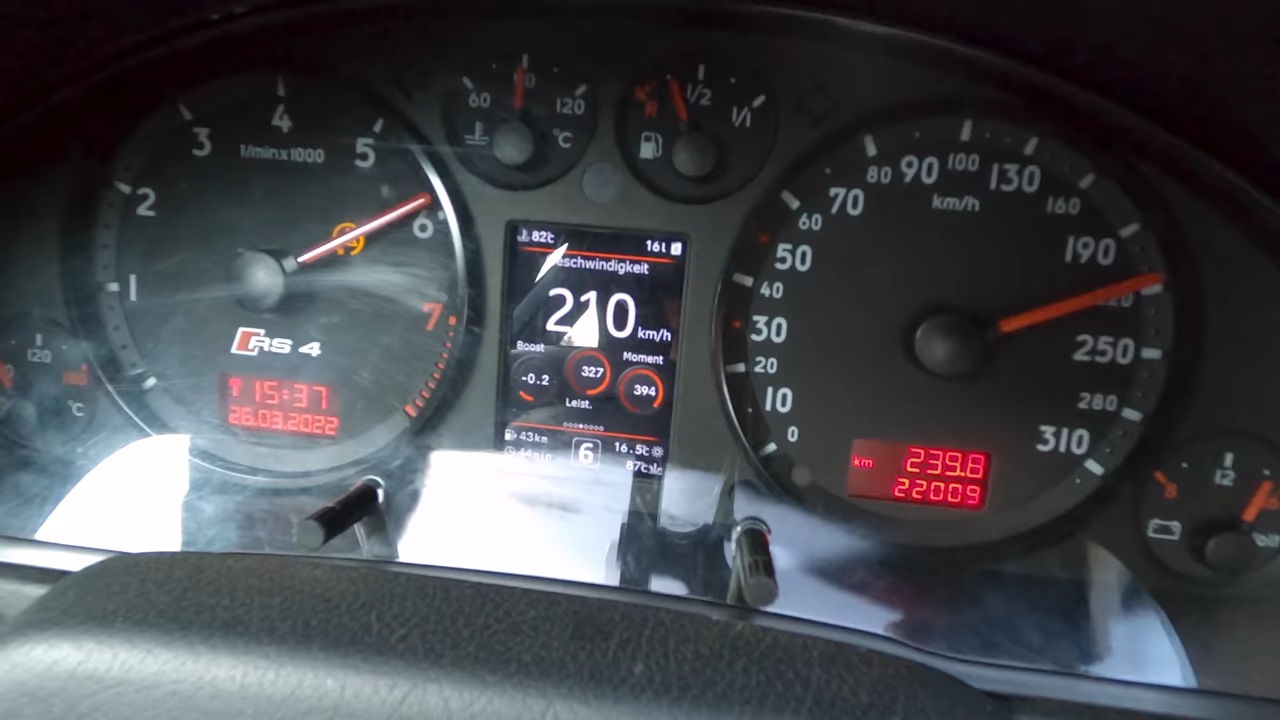 1
2
3
4
5
6
7
1/min x 1000
RS 4
15:37
26.03.2022
120
°C
60
120
°C
R
1/2
1/1
82°C
16 l
eschwindigkeit
210 km/h
Boost
Moment
-0.2
327
394
Leist.
43km
6
16.5°C
87°C
0
10
20
30
40
50
60
70
80
90
100
130
160
190
250
280
310
km/h
km
239.8
22009
8
12